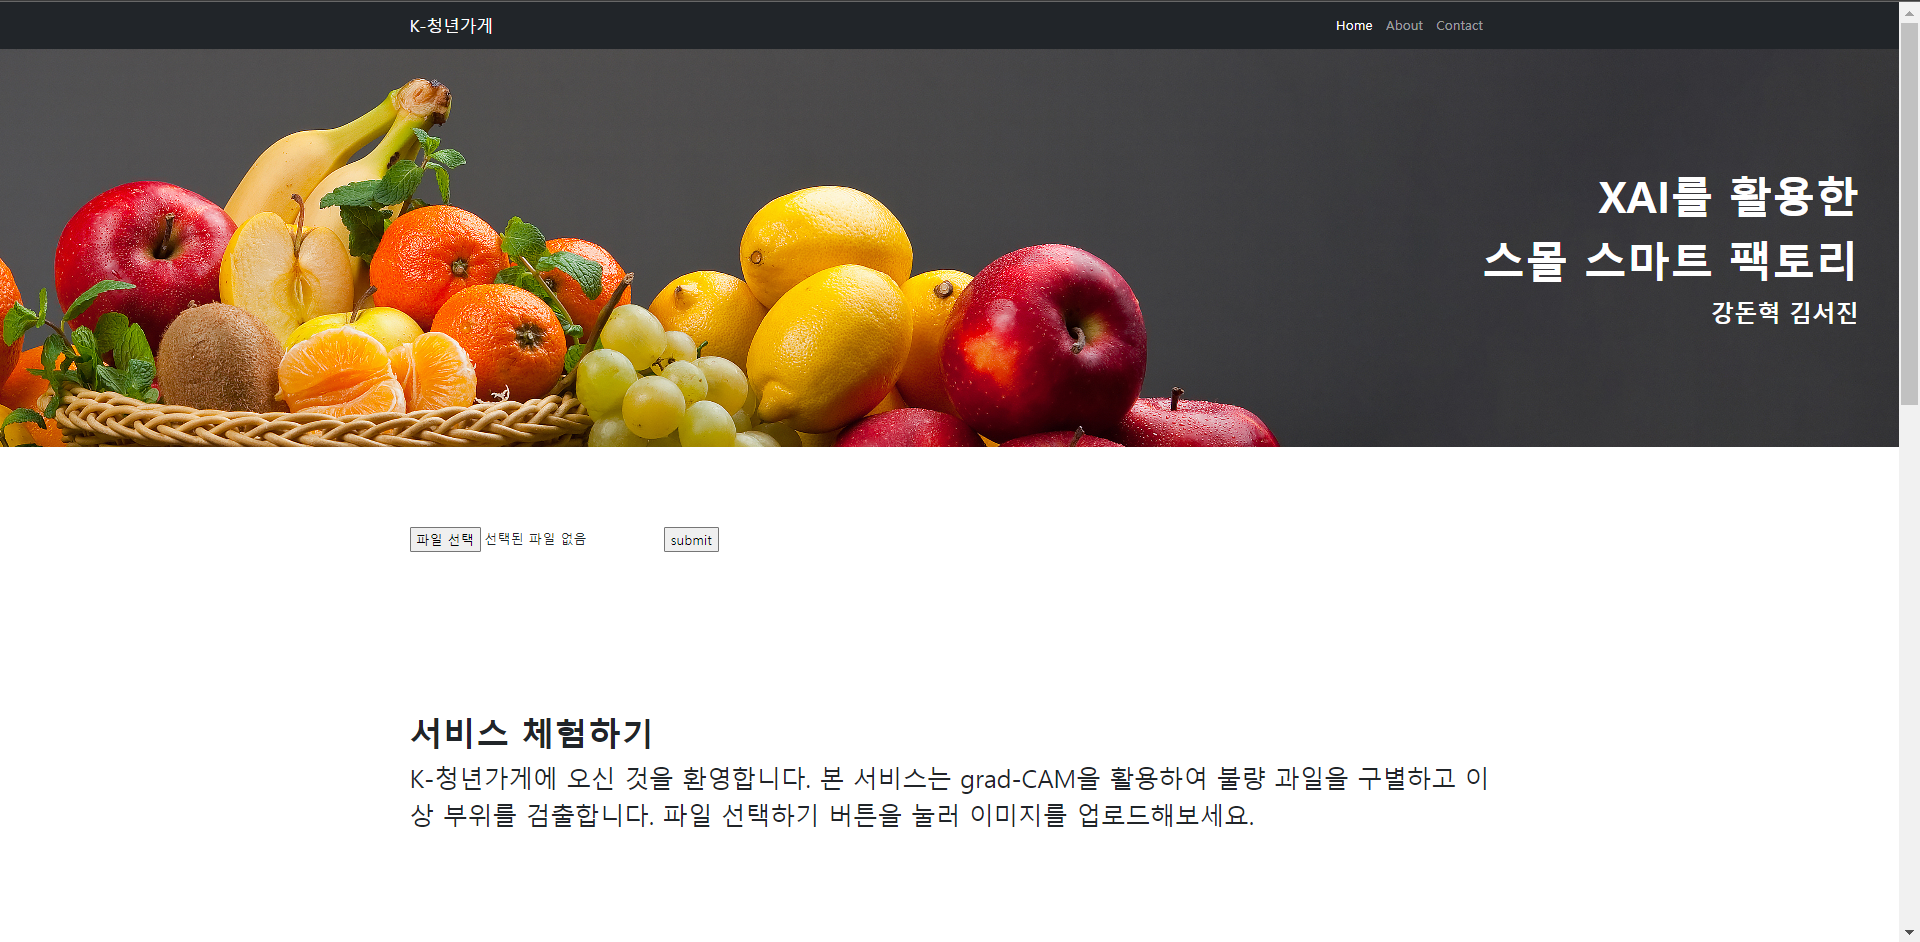 K-청년가게
Home About Contact
XAI를 활용한
스몰 스마트 팩토리
강돈혁 김서진
파일 선택 선택된 파일 없음 submit
서비스 체험하기
K-청년가게에 오신 것을 환영합니다. 본 서비스는 grad-CAM을 활용하여 불량 과일을 구별하고 이
상 부위를 검출합니다. 파일 선택하기 버튼을 눌러 이미지를 업로드해보세요.